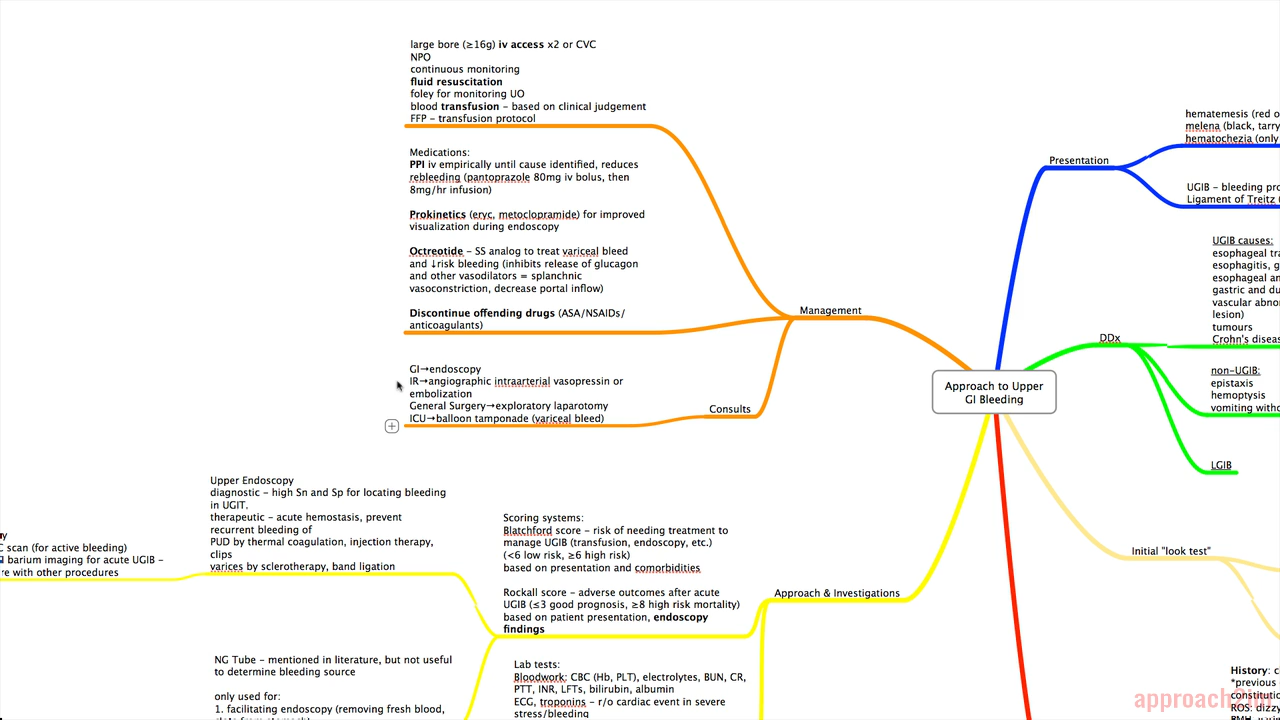 large bore (≥16g) iv access x2 or CVC
NPO
continuous monitoring
fluid resuscitation
foley for monitoring UO
blood transfusion – based on clinical judgement
FFP – transfusion protocol
Medications:
PPI iv empirically until cause identified, reduces
rebleeding (pantoprazole 80mg iv bolus, then
8mg/hr infusion)
Prokinetics (eryc, metoclopramide) for improved
visualization during endoscopy
Octreotide – SS analog to treat variceal bleed
and ↓risk bleeding (inhibits release of glucagon
and other vasodilators = splanchnic
vasoconstriction, decrease portal inflow)
Discontinue offending drugs (ASA/NSAIDs/
anticoagulants)
Management
GI→endoscopy
IR→angiographic intraarterial vasopressin or
embolization
General Surgery→exploratory laparotomy
ICU→balloon tamponade (variceal bleed)
Consults
Approach to Upper
GI Bleeding
Presentation
hematemesis (red o
melena (black, tarry
hematochezia (only
UGIB – bleeding pro
Ligament of Treitz (
DDx
UGIB causes:
esophageal tra
esophagitis, g
esophageal an
gastric and du
vascular abno
lesion)
tumours
Crohn's diseas
non-UGIB:
epistaxis
hemoptysis
vomiting witho
LGIB
Initial "look test"
Upper Endoscopy
diagnostic – high Sn and Sp for locating bleeding
in UGIT.
therapeutic – acute hemostasis, prevent
recurrent bleeding of
PUD by thermal coagulation, injection therapy,
clips
varices by sclerotherapy, band ligation
y
C scan (for active bleeding)
barium imaging for acute UGIB –
re with other procedures
Scoring systems:
Blatchford score – risk of needing treatment to
manage UGIB (transfusion, endoscopy, etc.)
(<6 low risk, ≥6 high risk)
based on presentation and comorbidities
Rockall score – adverse outcomes after acute
UGIB (≤3 good prognosis, ≥8 high risk mortality)
based on patient presentation, endoscopy
findings
Approach & Investigations
NG Tube – mentioned in literature, but not useful
to determine bleeding source
only used for:
1. facilitating endoscopy (removing fresh blood,
Lab tests:
Bloodwork: CBC (Hb, PLT), electrolytes, BUN, CR,
PTT, INR, LFTs, bilirubin, albumin
ECG, troponins – r/o cardiac event in severe
stress/bleeding
History: c
*previous
constitutio
ROS: dizzy